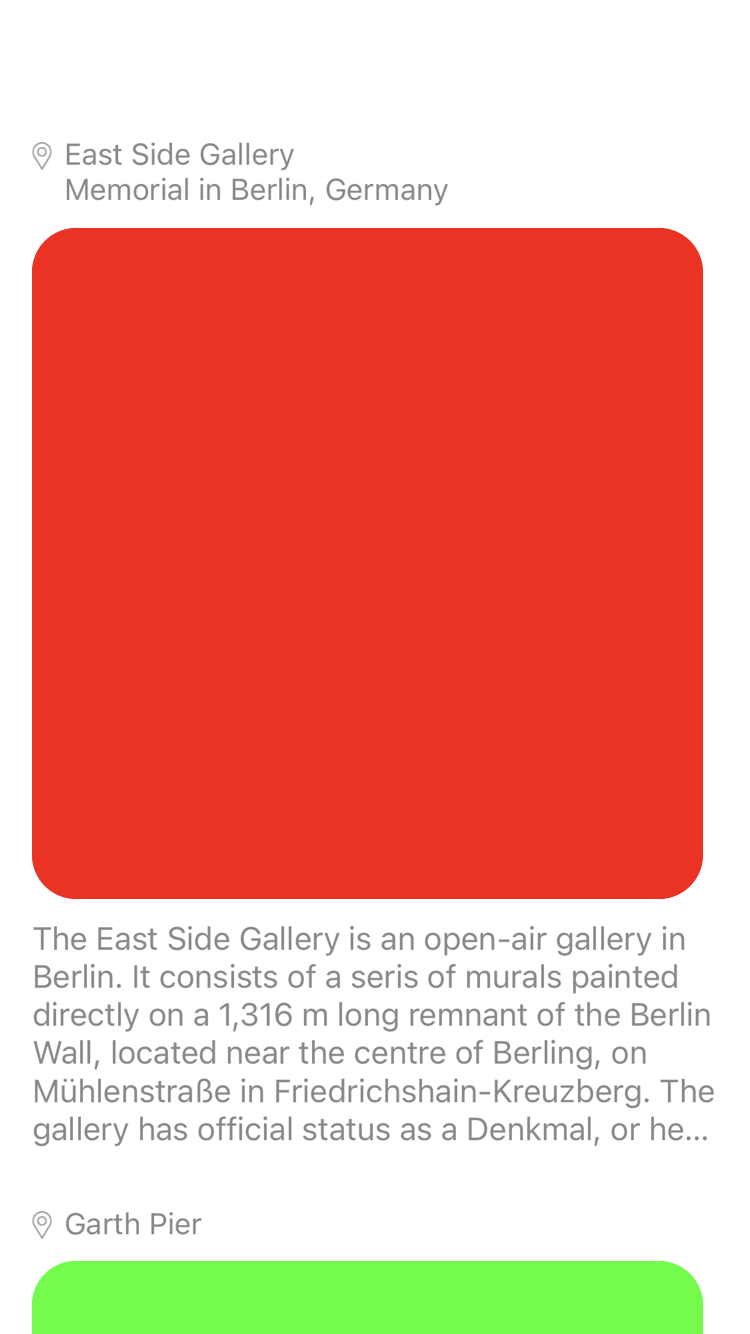 East Side Gallery
Memorial in Berlin, Germany
The East Side Gallery is an open-air gallery in
Berlin. It consists of a seris of murals painted
directly on a 1,316 m long remnant of the Berlin
Wall, located near the centre of Berling, on
Mühlenstraße in Friedrichshain-Kreuzberg. The
gallery has official status as a Denkmal, or he...
Garth Pier